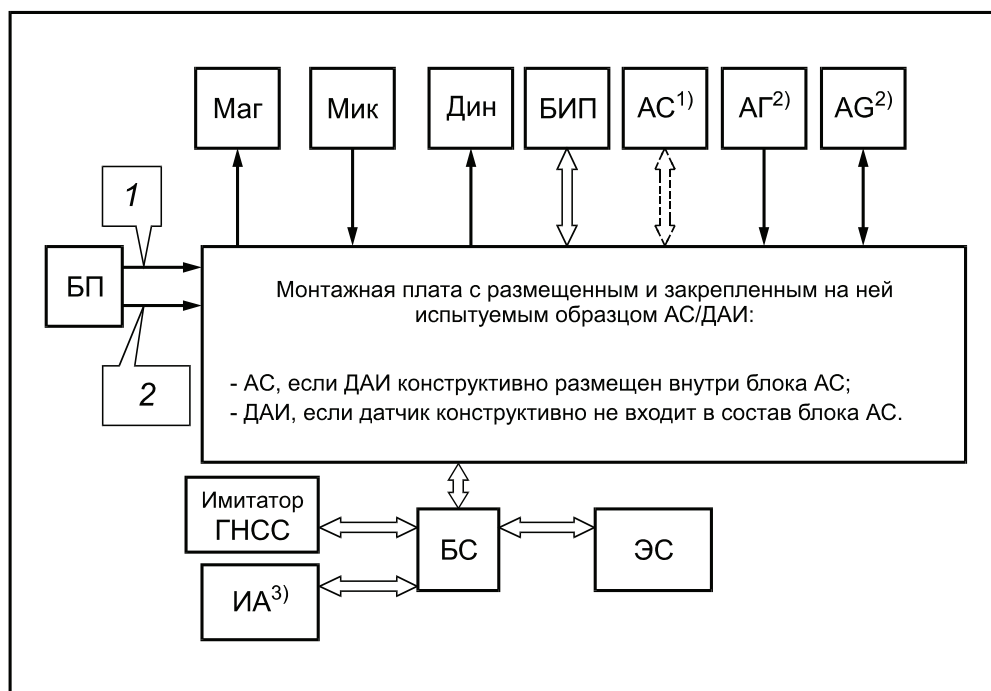 Маг
Мик
Дин
БИП
АС1)
АГ2)
AG2)
1
БП
2
Монтажная плата с размещенным и закрепленным на ней
испытуемым образцом АС/ДАИ:
- АС, если ДАИ конструктивно размещен внутри блока АС;
- ДАИ, если датчик конструктивно не входит в состав блока АС.
Имитатор
ГНСС
БС
ЭС
ИА3)